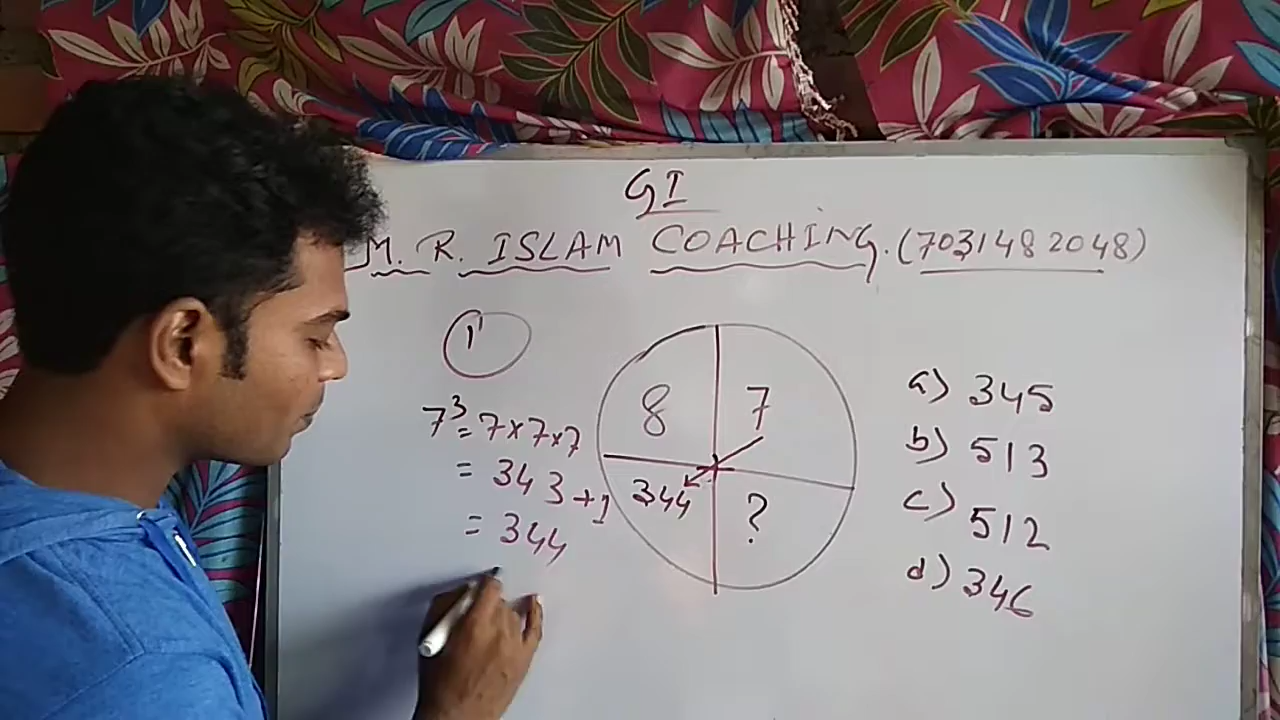 GI
M. R. ISLAM COACHING. (7031482048)
1
7³ = 7×7×7
= 343+1
= 344
8
7
344
?
a) 345
b) 513
c) 512
d) 346